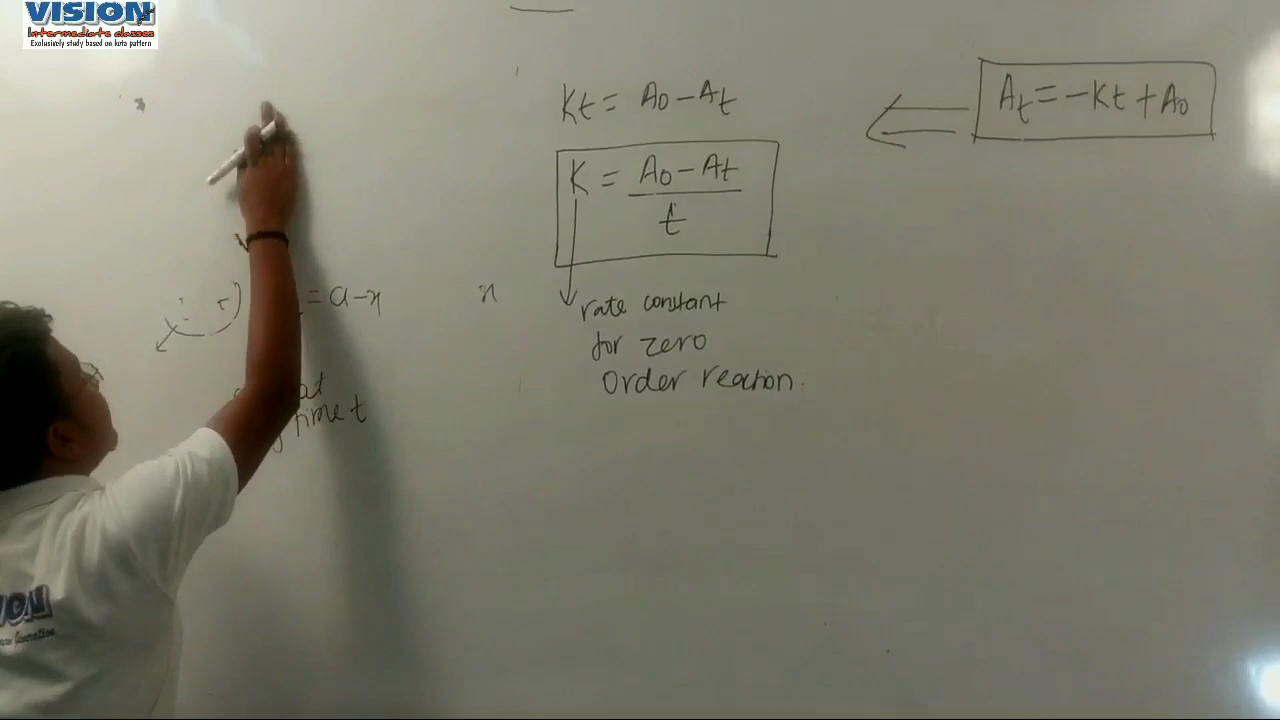 VISION
Intermediate classes
Exclusively study based on kota pattern
Kt = A0 - At
At = -Kt + A0
K = A0 - At / t
= a - x
x
rate constant
for zero
Order reaction.
at
time t